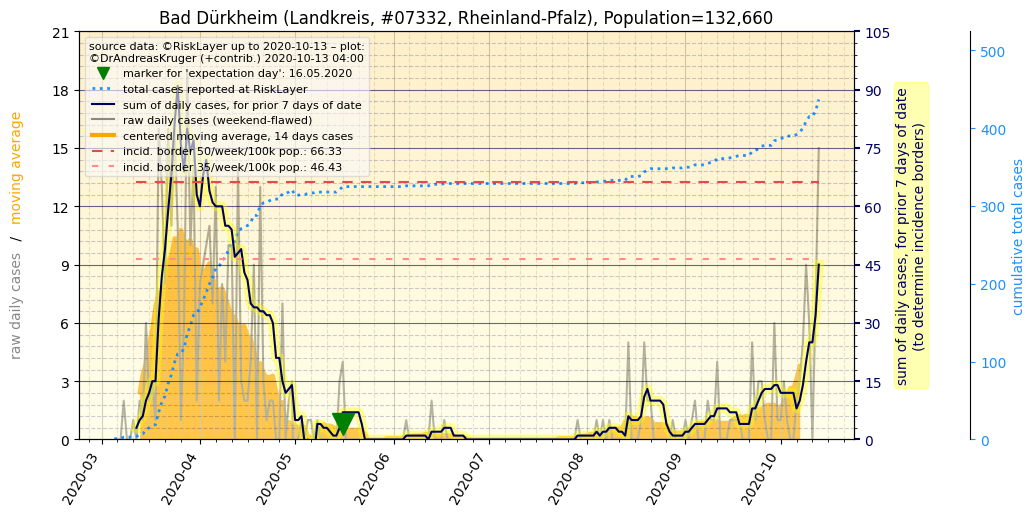 Bad Dürkheim (Landkreis, #07332, Rheinland-Pfalz), Population=132,660
source data: ©RiskLayer up to 2020-10-13 – plot:
©DrAndreasKruger (+contrib.) 2020-10-13 04:00
marker for 'expectation day': 16.05.2020
total cases reported at RiskLayer
sum of daily cases, for prior 7 days of date
raw daily cases (weekend-flawed)
centered moving average, 14 days cases
incid. border 50/week/100k pop.: 66.33
incid. border 35/week/100k pop.: 46.43
raw daily cases / moving average
21
18
15
12
9
6
3
0
2020-03
2020-04
2020-05
2020-06
2020-07
2020-08
2020-09
2020-10
105
90
75
60
45
30
15
0
sum of daily cases, for prior 7 days of date
(to determine incidence borders)
500
400
300
200
100
0
cumulative total cases